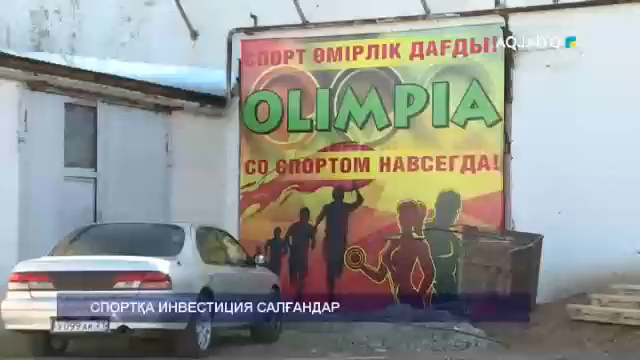 СПОРТ ӨМІРЛІК ДАҒДЫ!
OLIMPIA
СО СПОРТОМ НАВСЕГДА!
СПОРТҚА ИНВЕСТИЦИЯ САЛҒАНДАР